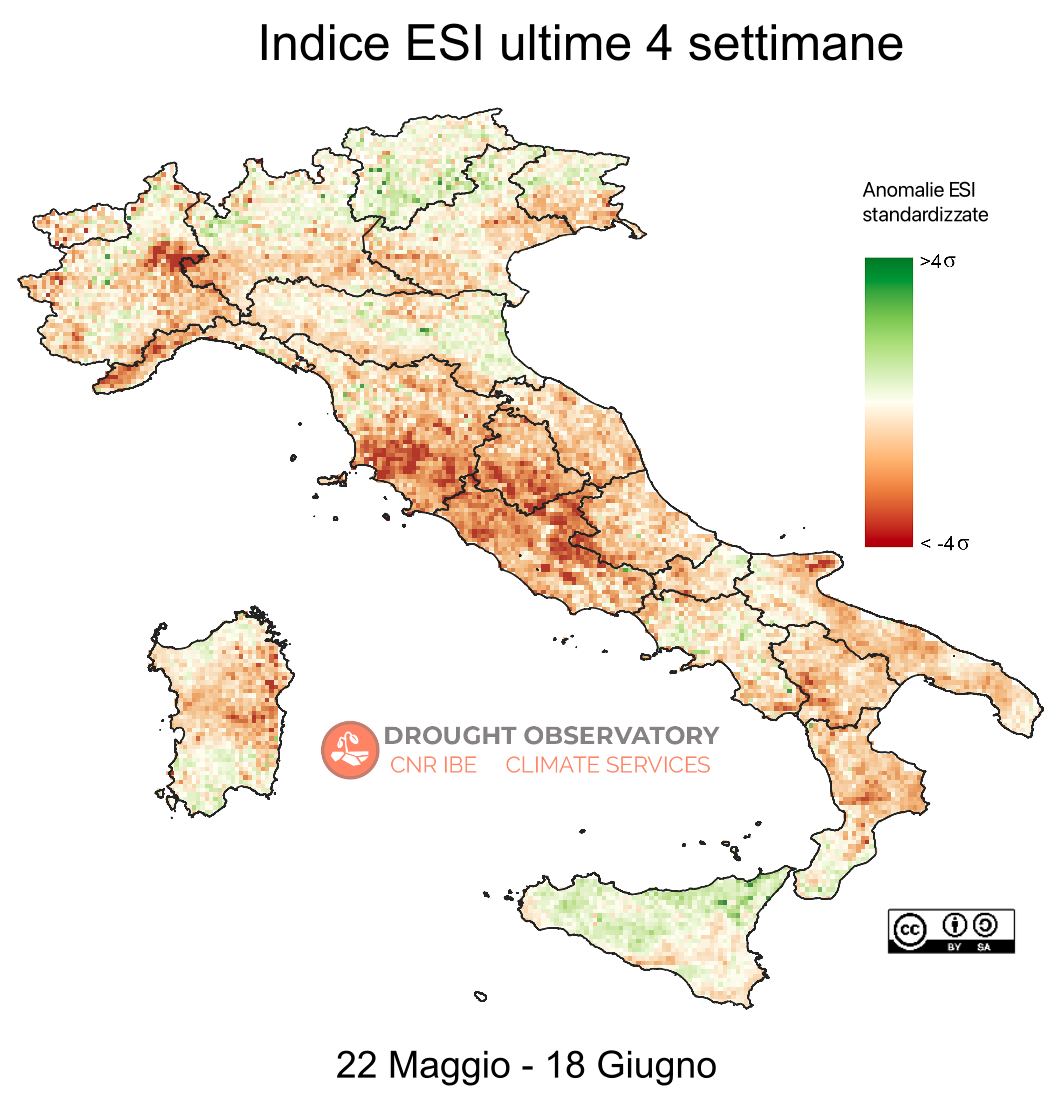 Indice ESI ultime 4 settimane
Anomalie ESI
standardizzate
>4σ
< -4σ
DROUGHT OBSERVATORY
CNR IBE CLIMATE SERVICES
cc
BY SA
22 Maggio - 18 Giugno